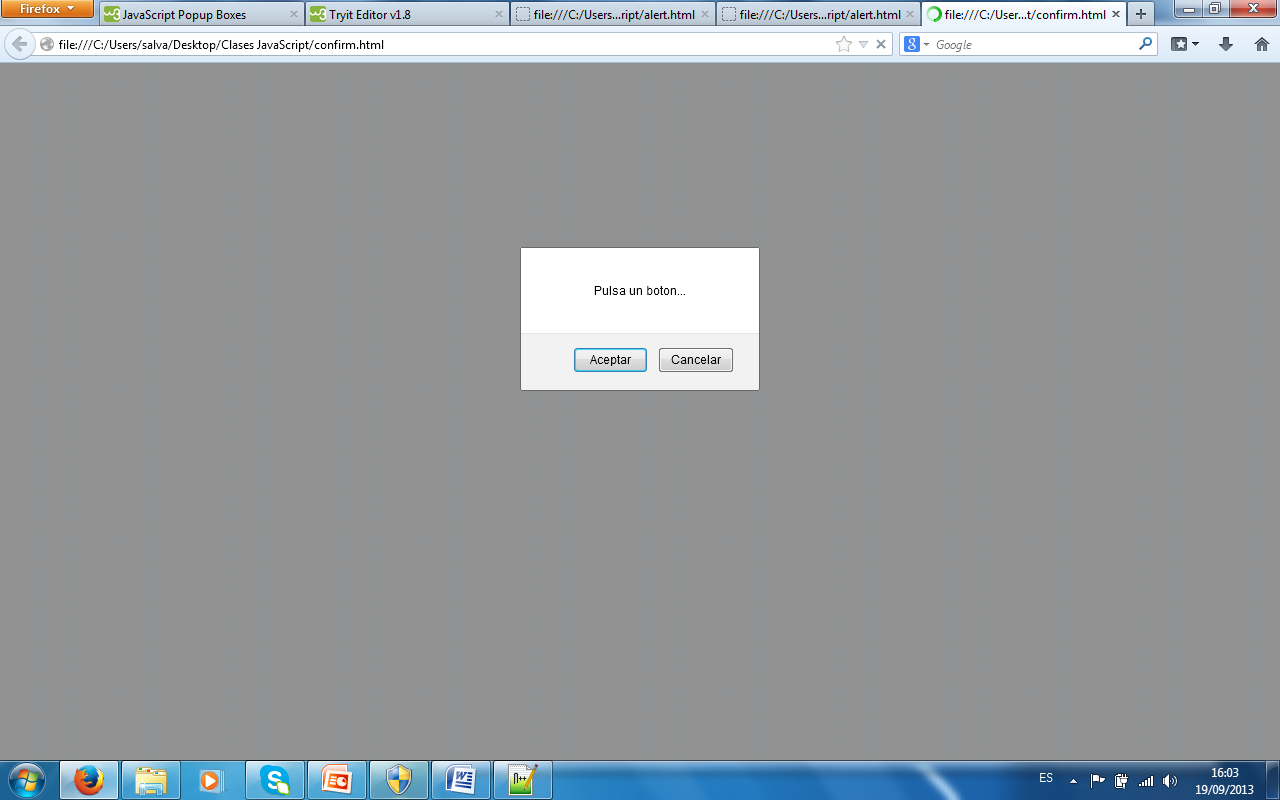 Firefox
JavaScript Popup Boxes
Tryit Editor v1.8
file:///C:/Users...ript/alert.html
file:///C:/Users...ript/alert.html
file:///C:/User...t/confirm.html
file:///C:/Users/salva/Desktop/Clases JavaScript/confirm.html
Google
Pulsa un boton...
Aceptar
Cancelar
ES
16:03
19/09/2013